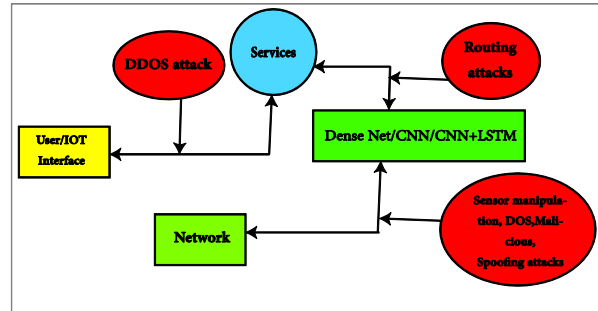 DDOS attack
Services
Routing
attacks
User/IOT
Interface
Dense Net/CNN/CNN+LSTM
Network
Sensor manipula-
tion, DOS,Mali-
cious,
Spoofing attacks